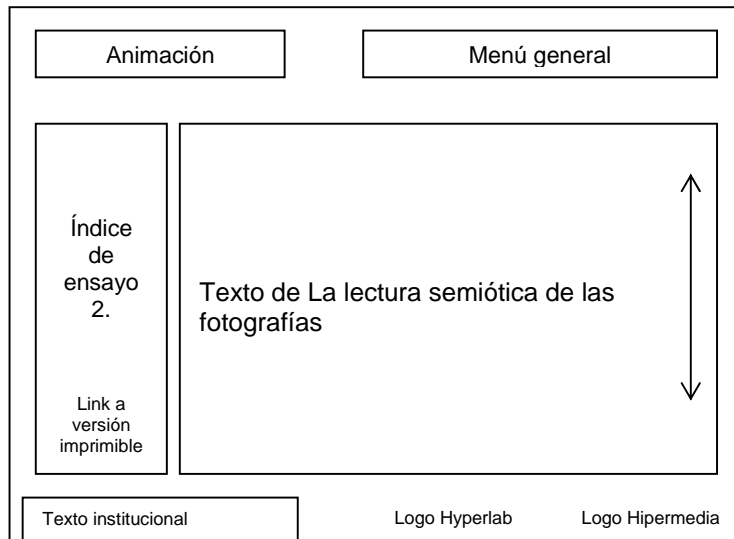 Animación
Menú general
Índice
de
ensayo
2.
Link a
versión
imprimible
Texto de La lectura semiótica de las
fotografías
Texto institucional
Logo Hyperlab
Logo Hipermedia